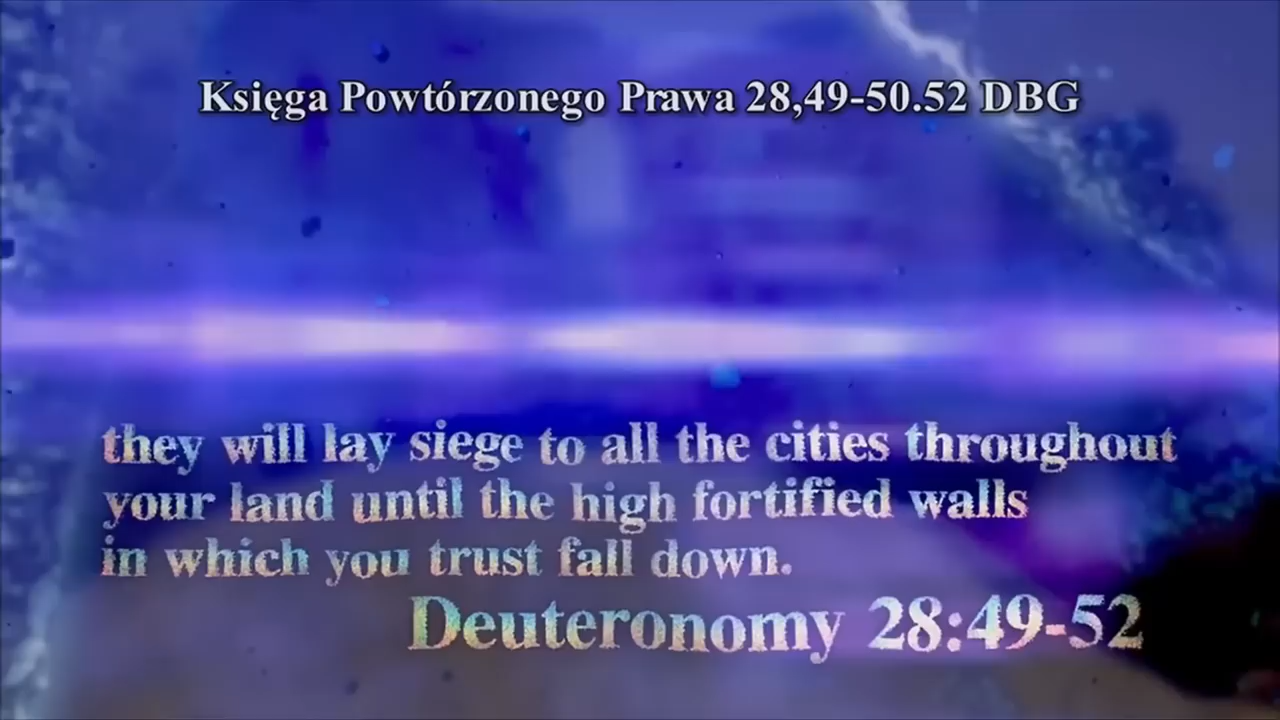 Księga Powtórzonego Prawa 28,49-50.52 DBG
they will lay siege to all the cities throughout
your land until the high fortified walls
in which you trust fall down.
Deuteronomy 28:49-52